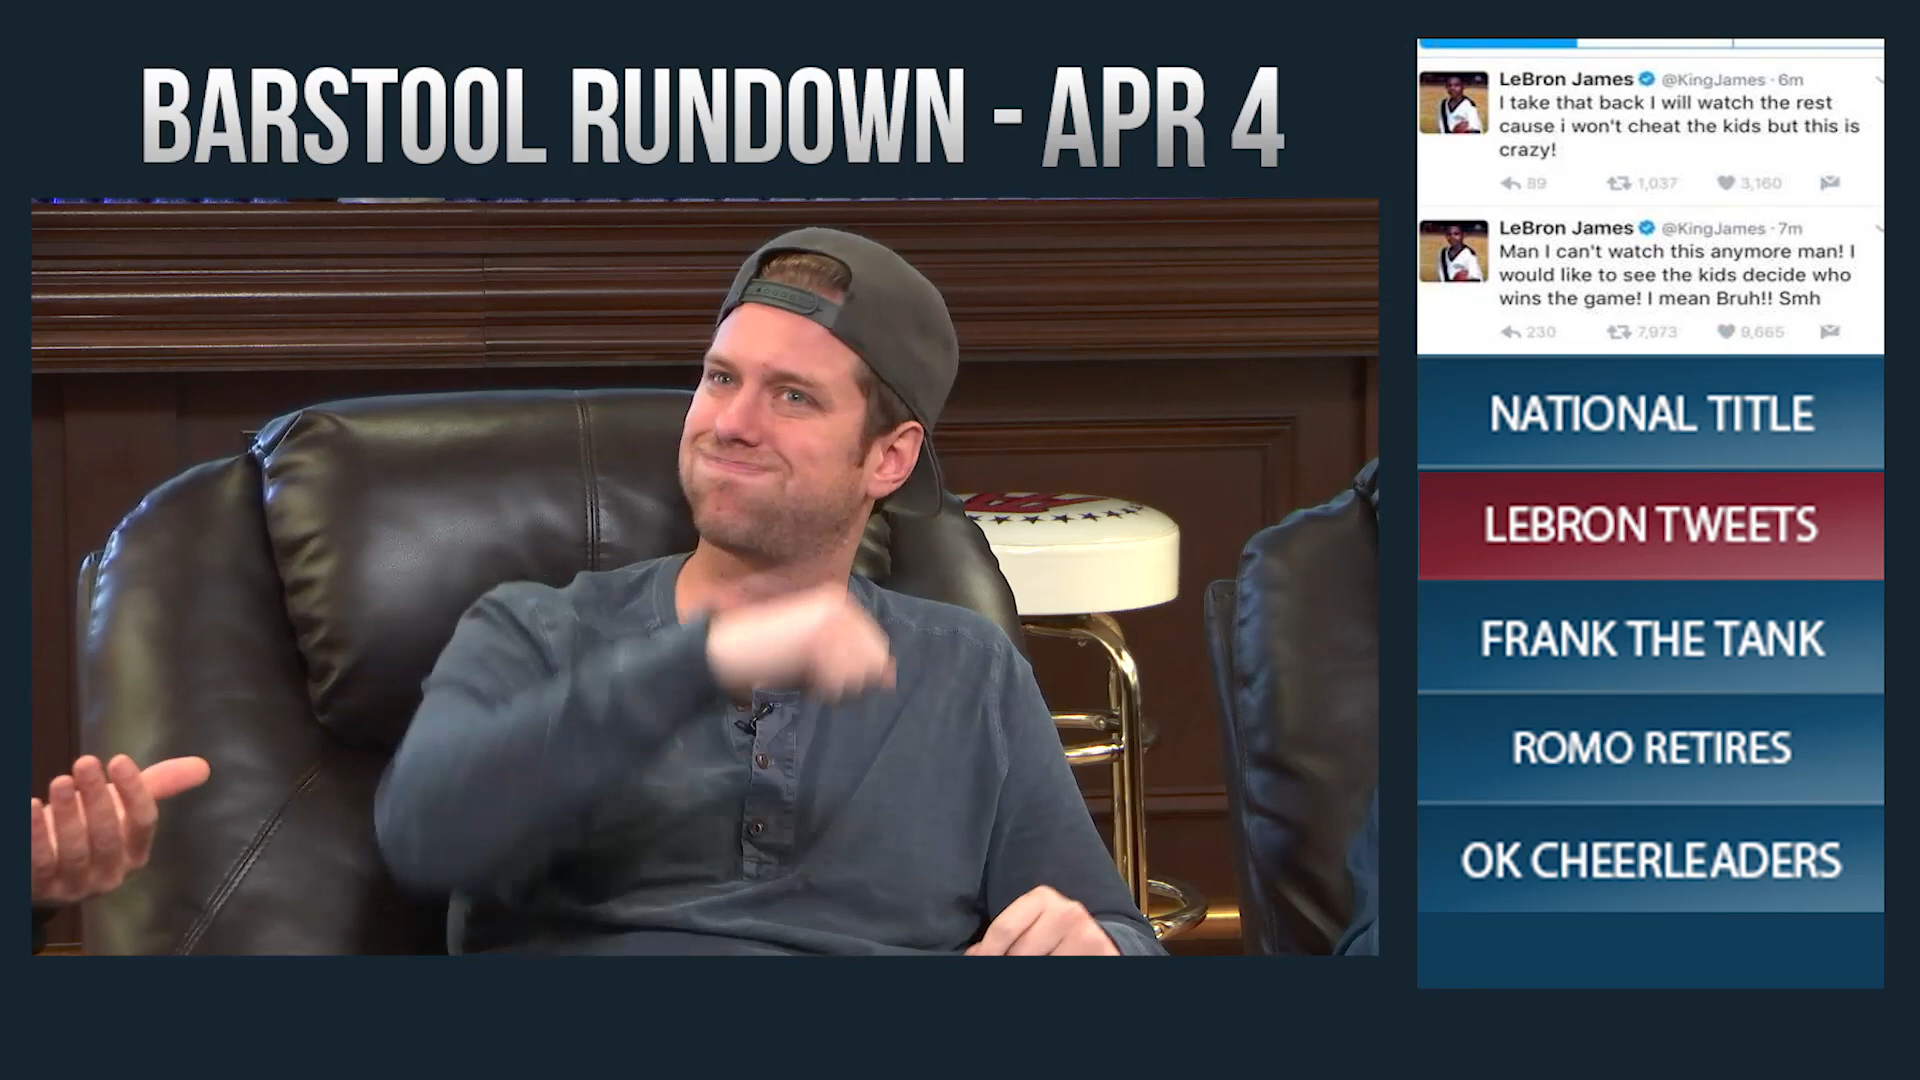 BARSTOOL RUNDOWN - APR 4
LeBron James @KingJames · 6m
I take that back I will watch the rest
cause i won't cheat the kids but this is
crazy!
89 1,037 3,160
LeBron James @KingJames · 7m
Man I can't watch this anymore man! I
would like to see the kids decide who
wins the game! I mean Bruh!! Smh
230 7,973 9,665
NATIONAL TITLE
LEBRON TWEETS
FRANK THE TANK
ROMO RETIRES
OK CHEERLEADERS